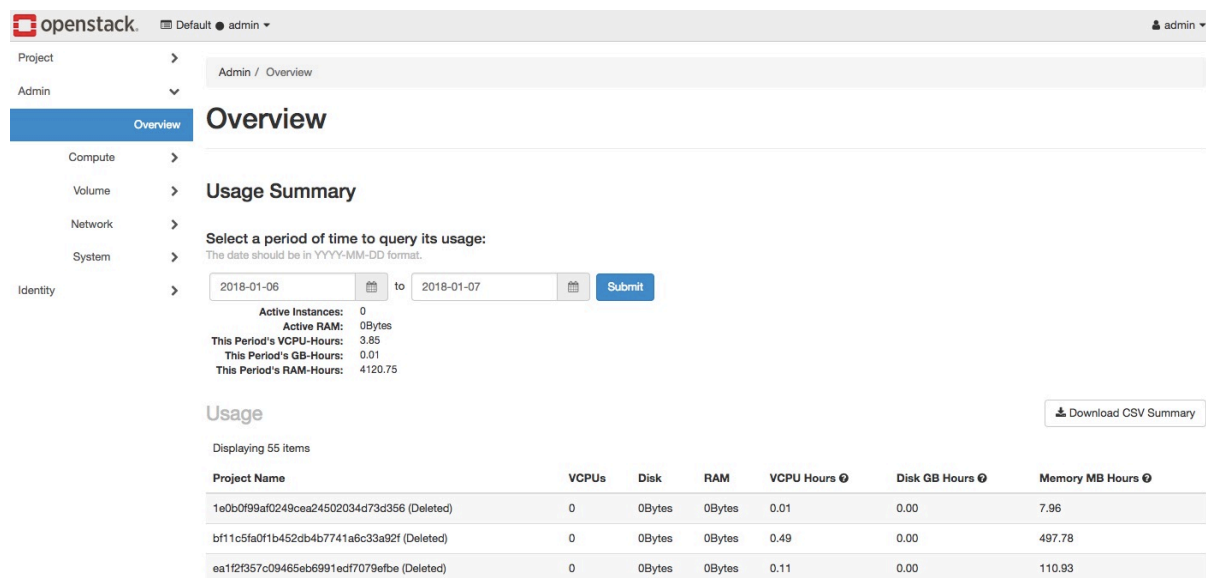 openstack. Default ● admin admin
Project
Admin
Overview
Compute
Volume
Network
System
Identity
Admin / Overview
Overview
Usage Summary
Select a period of time to query its usage:
The date should be in YYYY-MM-DD format.
2018-01-06 to 2018-01-07 Submit
Active Instances: 0
Active RAM: 0Bytes
This Period's VCPU-Hours: 3.85
This Period's GB-Hours: 0.01
This Period's RAM-Hours: 4120.75
Usage Download CSV Summary
Displaying 55 items
Project Name VCPUs Disk RAM VCPU Hours Disk GB Hours Memory MB Hours
1e0b0f99af0249cea24502034d73d356 (Deleted) 0 0Bytes 0Bytes 0.01 0.00 7.96
bf11c5fa0f1b452db4b7741a6c33a92f (Deleted) 0 0Bytes 0Bytes 0.49 0.00 497.78
ea1f2f357c09465eb6991edf7079efbe (Deleted) 0 0Bytes 0Bytes 0.11 0.00 110.93